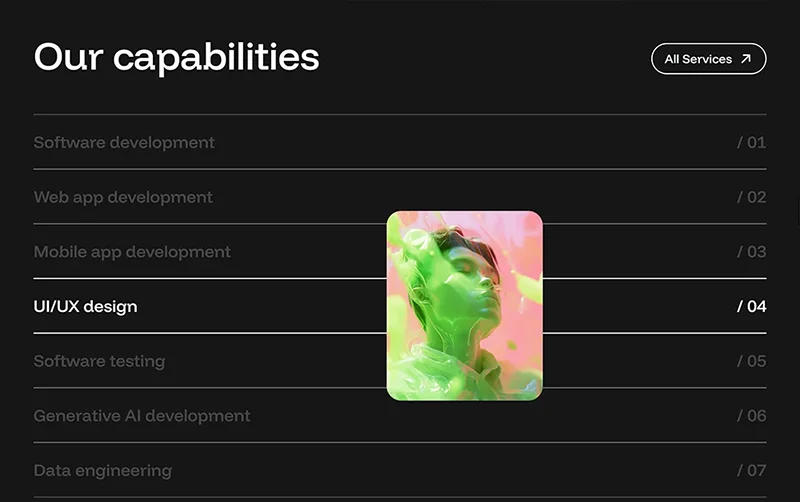 Our capabilities
All Services
Software development / 01
Web app development / 02
Mobile app development / 03
UI/UX design / 04
Software testing / 05
Generative AI development / 06
Data engineering / 07